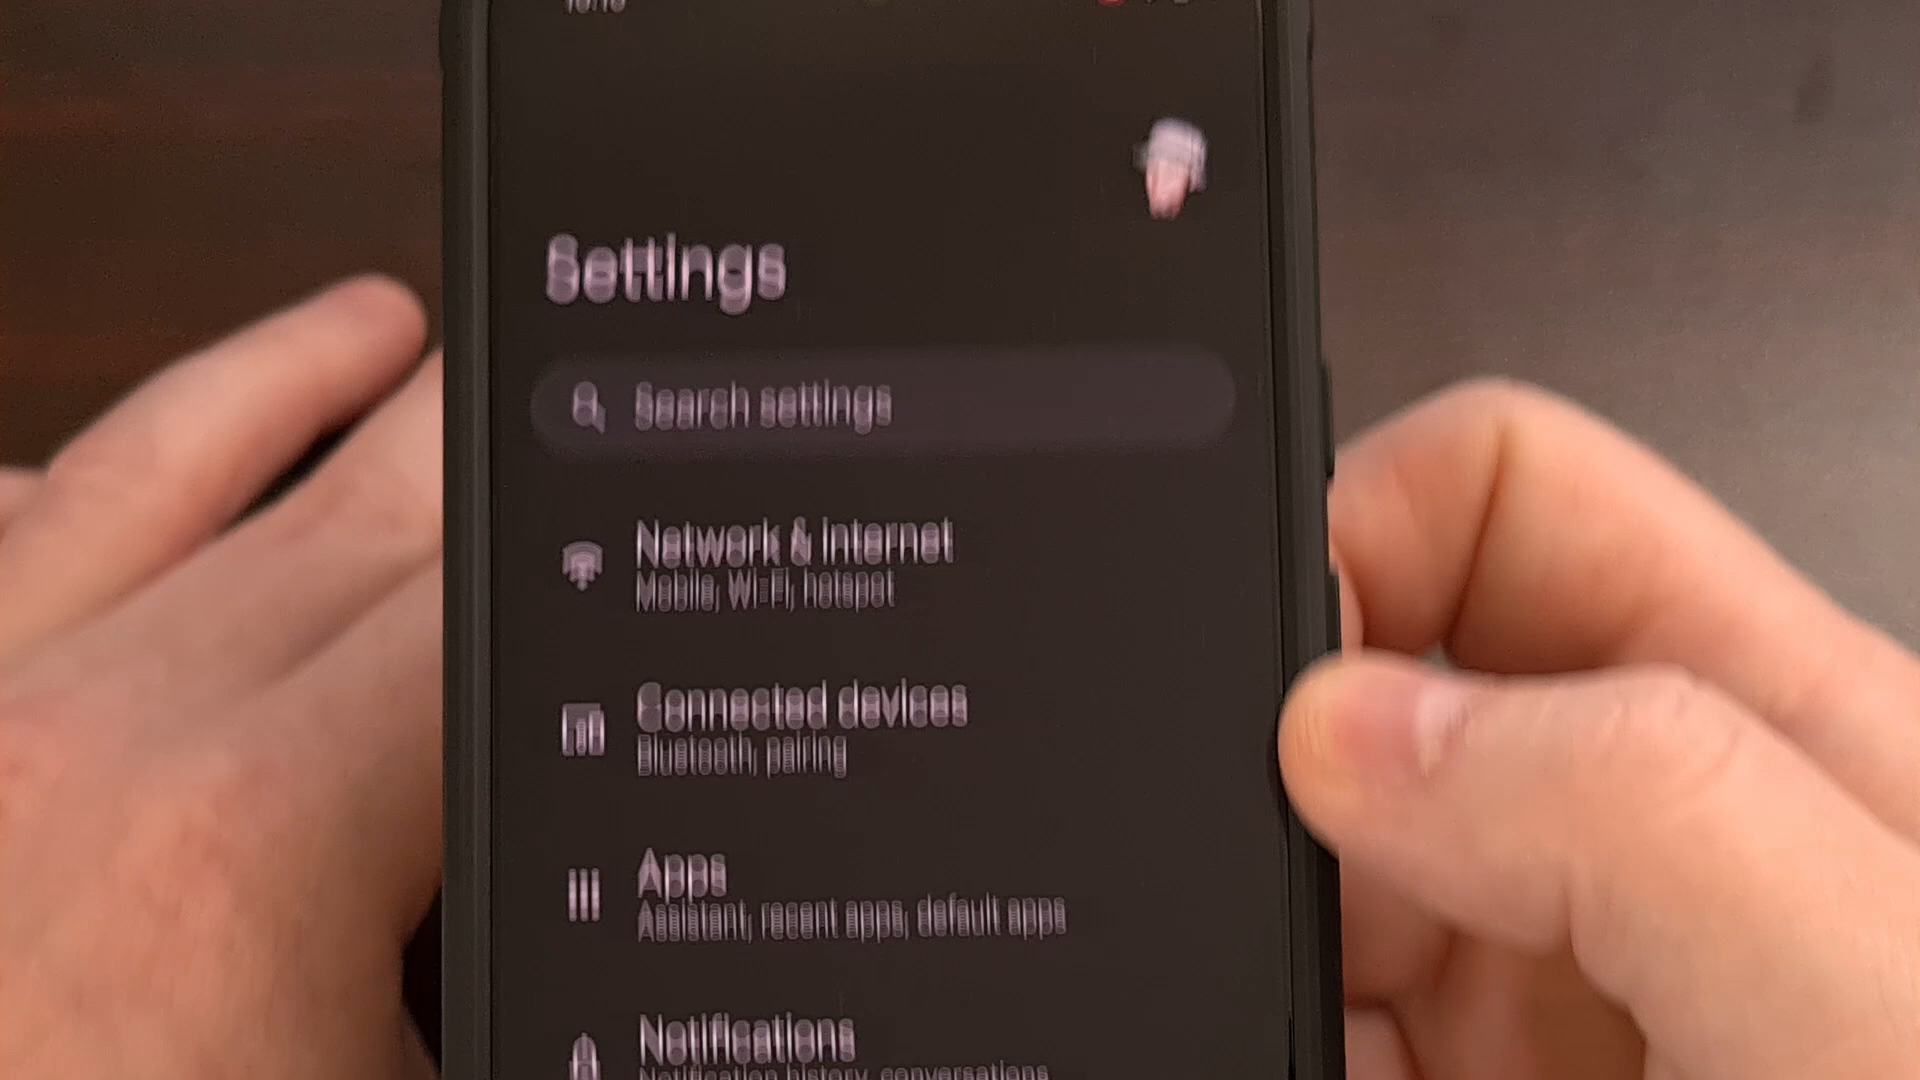 Settings
Search settings
Network & internet
Mobile, Wi-Fi, hotspot
Connected devices
Bluetooth, pairing
Apps
Assistant, recent apps, default apps
Notifications
Notification history, conversations